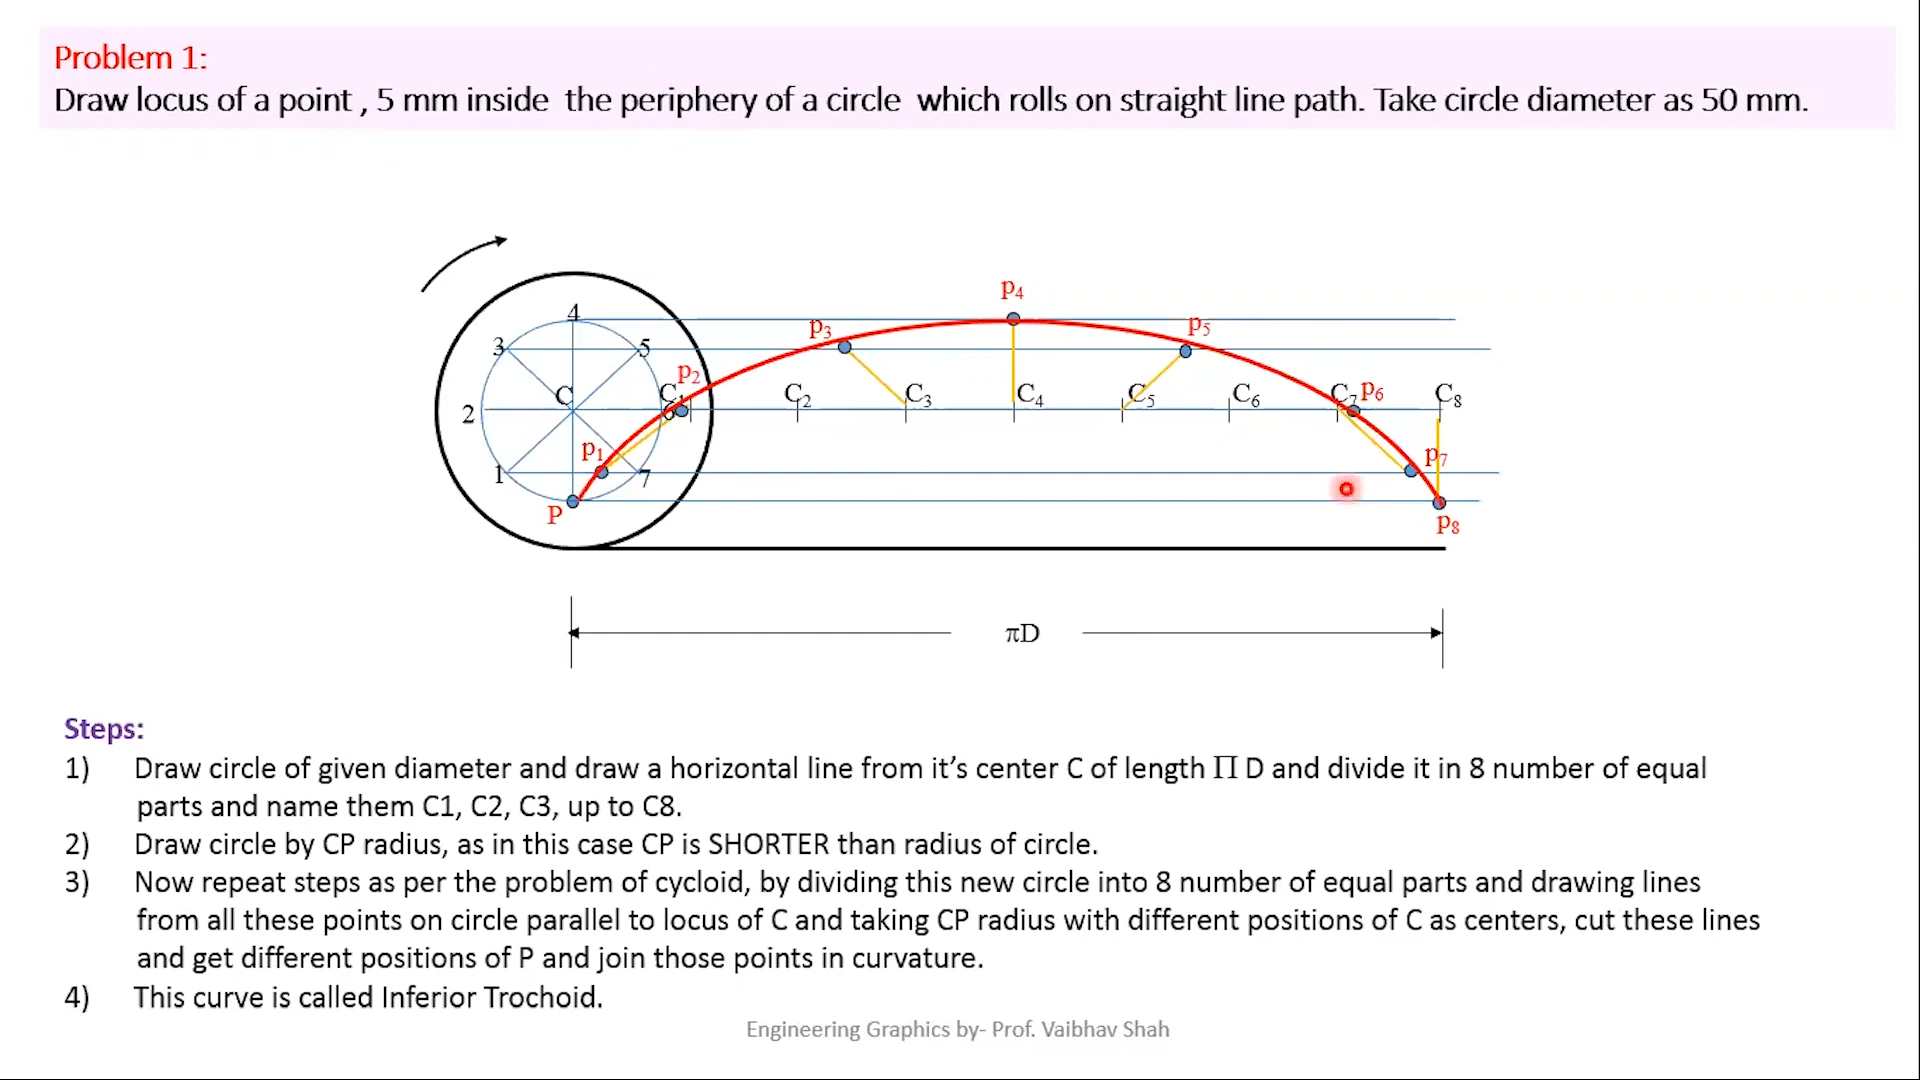 Problem 1:
Draw locus of a point , 5 mm inside the periphery of a circle which rolls on straight line path. Take circle diameter as 50 mm.
p4
4
p3
p5
3
5
p2
C
C1
C2
C3
C4
C5
C6
C7
p6
C8
2
6
p1
p7
1
7
P
p8
πD
Steps:
1) Draw circle of given diameter and draw a horizontal line from it’s center C of length Π D and divide it in 8 number of equal
parts and name them C1, C2, C3, up to C8.
2) Draw circle by CP radius, as in this case CP is SHORTER than radius of circle.
3) Now repeat steps as per the problem of cycloid, by dividing this new circle into 8 number of equal parts and drawing lines
from all these points on circle parallel to locus of C and taking CP radius with different positions of C as centers, cut these lines
and get different positions of P and join those points in curvature.
4) This curve is called Inferior Trochoid.
Engineering Graphics by- Prof. Vaibhav Shah